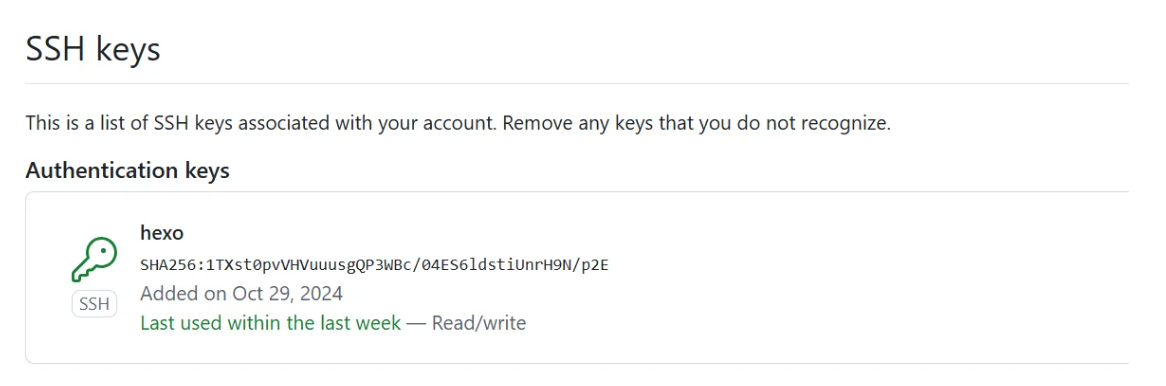 SSH keys
This is a list of SSH keys associated with your account. Remove any keys that you do not recognize.
Authentication keys
hexo
SHA256:1TXst0pvVHVuuusgQP3WBc/04ES6ldstiUnrH9N/p2E
Added on Oct 29, 2024
SSH
Last used within the last week — Read/write